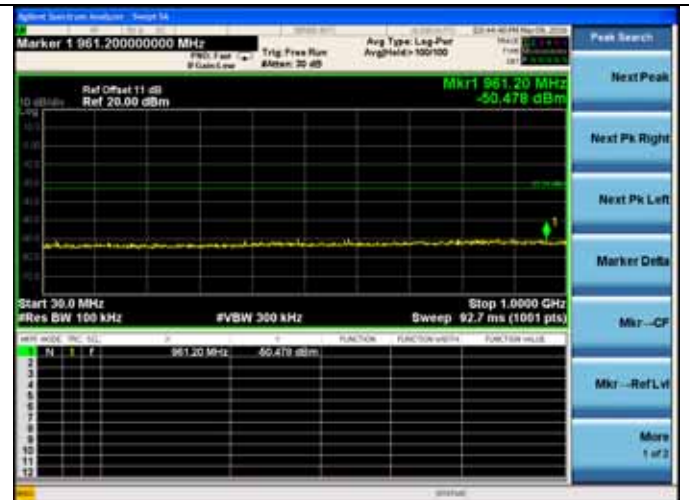 Agilent Spectrum Analyzer - Swept SA
Marker 1 961.200000000 MHz
PNO: Fast
IFGain:Low
Trig: Free Run
#Atten: 30 dB
Avg Type: Log-Pwr
Avg|Hold:>100/100
Peak Search
Ref Offset 11 dB
Ref 20.00 dBm
Mkr1 961.20 MHz
-50.478 dBm
10 dB/div
Log
Start 30.0 MHz
#Res BW 100 kHz
#VBW 300 kHz
Stop 1.0000 GHz
Sweep 92.7 ms (1001 pts)
MKR MODE TRC SCL X Y FUNCTION FUNCTION WIDTH FUNCTION VALUE
1 N 1 f 961.20 MHz -50.478 dBm
2
3
4
5
6
7
8
9
10
11
12
MSG
STATUS
Next Peak
Next Pk Right
Next Pk Left
Marker Delta
Mkr→CF
Mkr→Ref Lvl
More
1 of 2